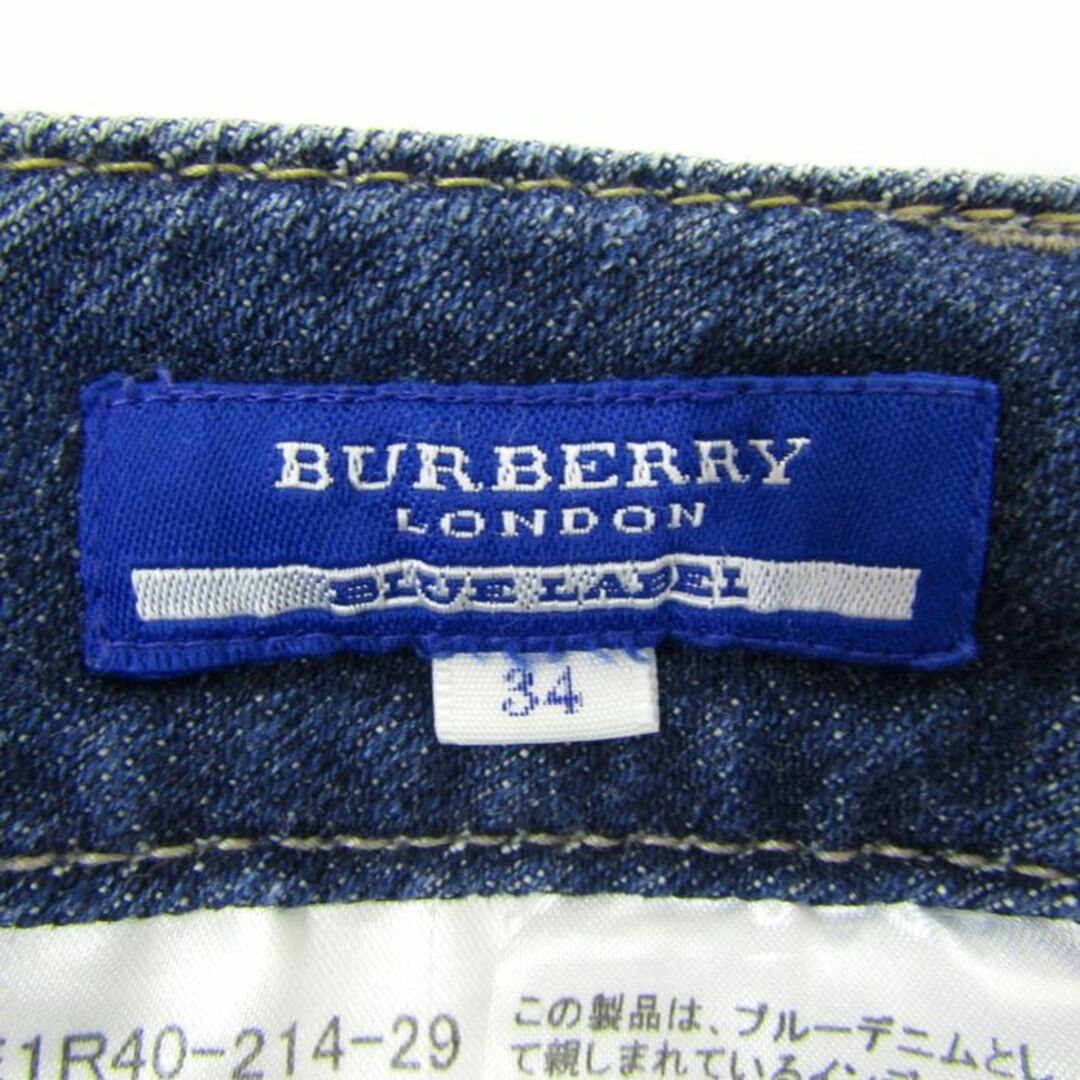 BURBERRY
LONDON
BLUE LABEL
34
E1R40-214-29
この製品は、ブルーデニムとし
て親しまれているイン